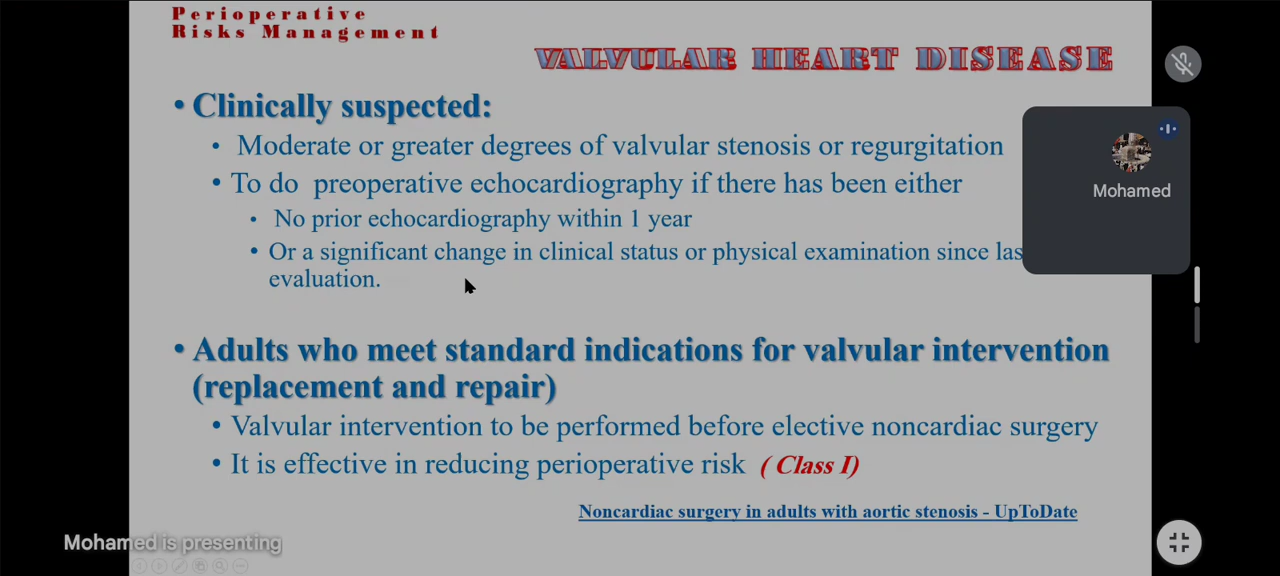 Perioperative
Risks Management
VALVULAR HEART DISEASE
• Clinically suspected:
• Moderate or greater degrees of valvular stenosis or regurgitation
• To do preoperative echocardiography if there has been either
• No prior echocardiography within 1 year
• Or a significant change in clinical status or physical examination since
evaluation.
Mohamed
• Adults who meet standard indications for valvular intervention
(replacement and repair)
• Valvular intervention to be performed before elective noncardiac surgery
• It is effective in reducing perioperative risk ( Class I)
Noncardiac surgery in adults with aortic stenosis - UpToDate
Mohamed is presenting